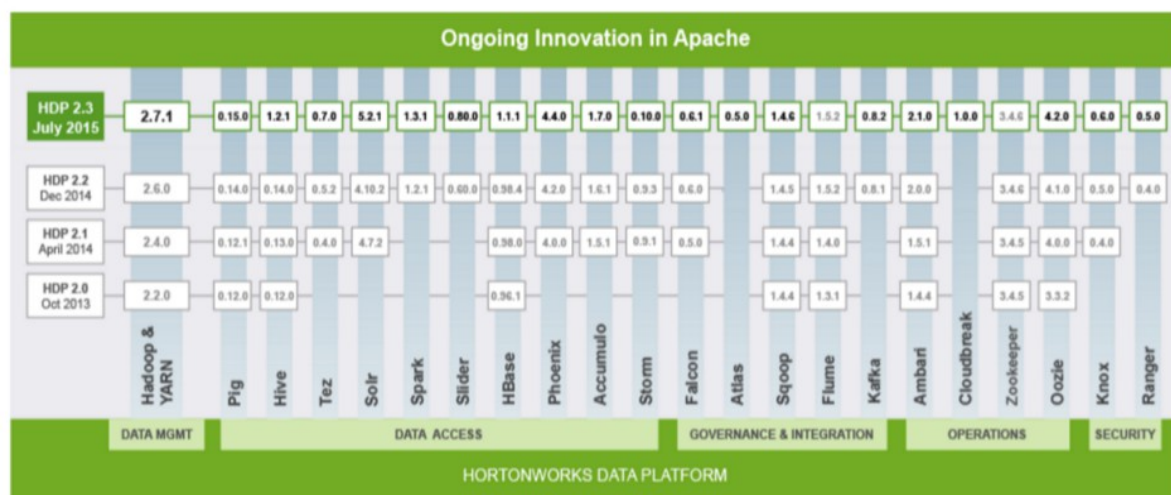 Ongoing Innovation in Apache
HDP 2.3
July 2015
2.7.1 0.15.0 1.2.1 0.7.0 5.2.1 1.3.1 0.80.0 1.1.1 4.4.0 1.7.0 0.10.0 0.6.1 0.5.0 1.4.6 1.5.2 0.8.2 2.1.0 1.0.0 3.4.6 4.2.0 0.6.0 0.5.0
HDP 2.2
Dec 2014
2.6.0 0.14.0 0.14.0 0.5.2 4.10.2 1.2.1 0.60.0 0.98.4 4.2.0 1.6.1 0.9.3 0.6.0 1.4.5 1.5.2 0.8.1 2.0.0 3.4.6 4.1.0 0.5.0 0.4.0
HDP 2.1
April 2014
2.4.0 0.12.1 0.13.0 0.4.0 4.7.2 0.98.0 4.0.0 1.5.1 0.9.1 0.5.0 1.4.4 1.4.0 1.5.1 3.4.5 4.0.0 0.4.0
HDP 2.0
Oct 2013
2.2.0 0.12.0 0.12.0 0.96.1 1.4.4 1.3.1 1.4.4 3.4.5 3.3.2
Hadoop &
YARN
Pig
Hive
Tez
Solr
Spark
Slider
HBase
Phoenix
Accumulo
Storm
Falcon
Atlas
Sqoop
Flume
Kafka
Ambari
Cloudbreak
Zookeeper
Oozie
Knox
Ranger
DATA MGMT DATA ACCESS GOVERNANCE & INTEGRATION OPERATIONS SECURITY
HORTONWORKS DATA PLATFORM